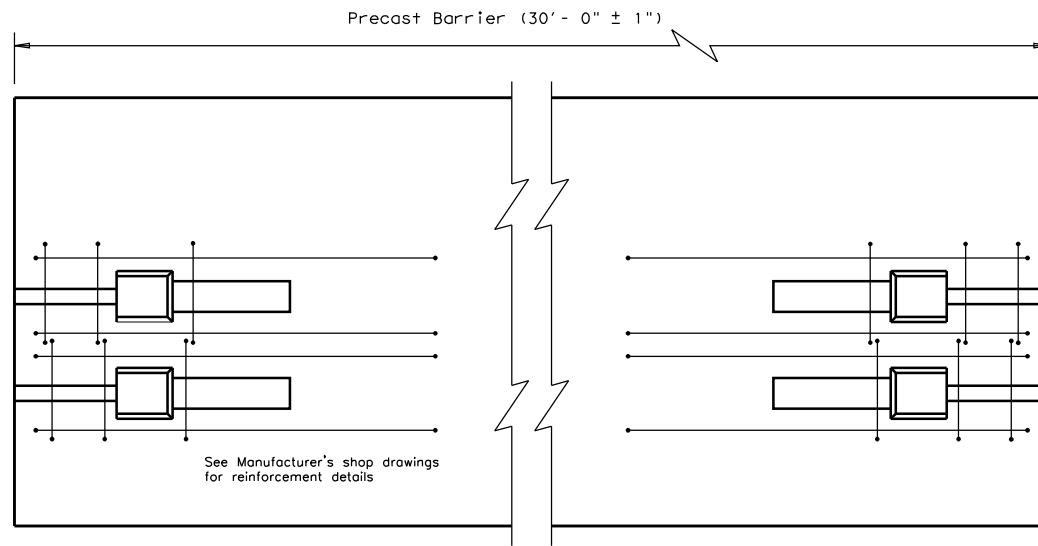 Precast Barrier (30'- 0" ± 1")
See Manufacturer's shop drawings
for reinforcement details